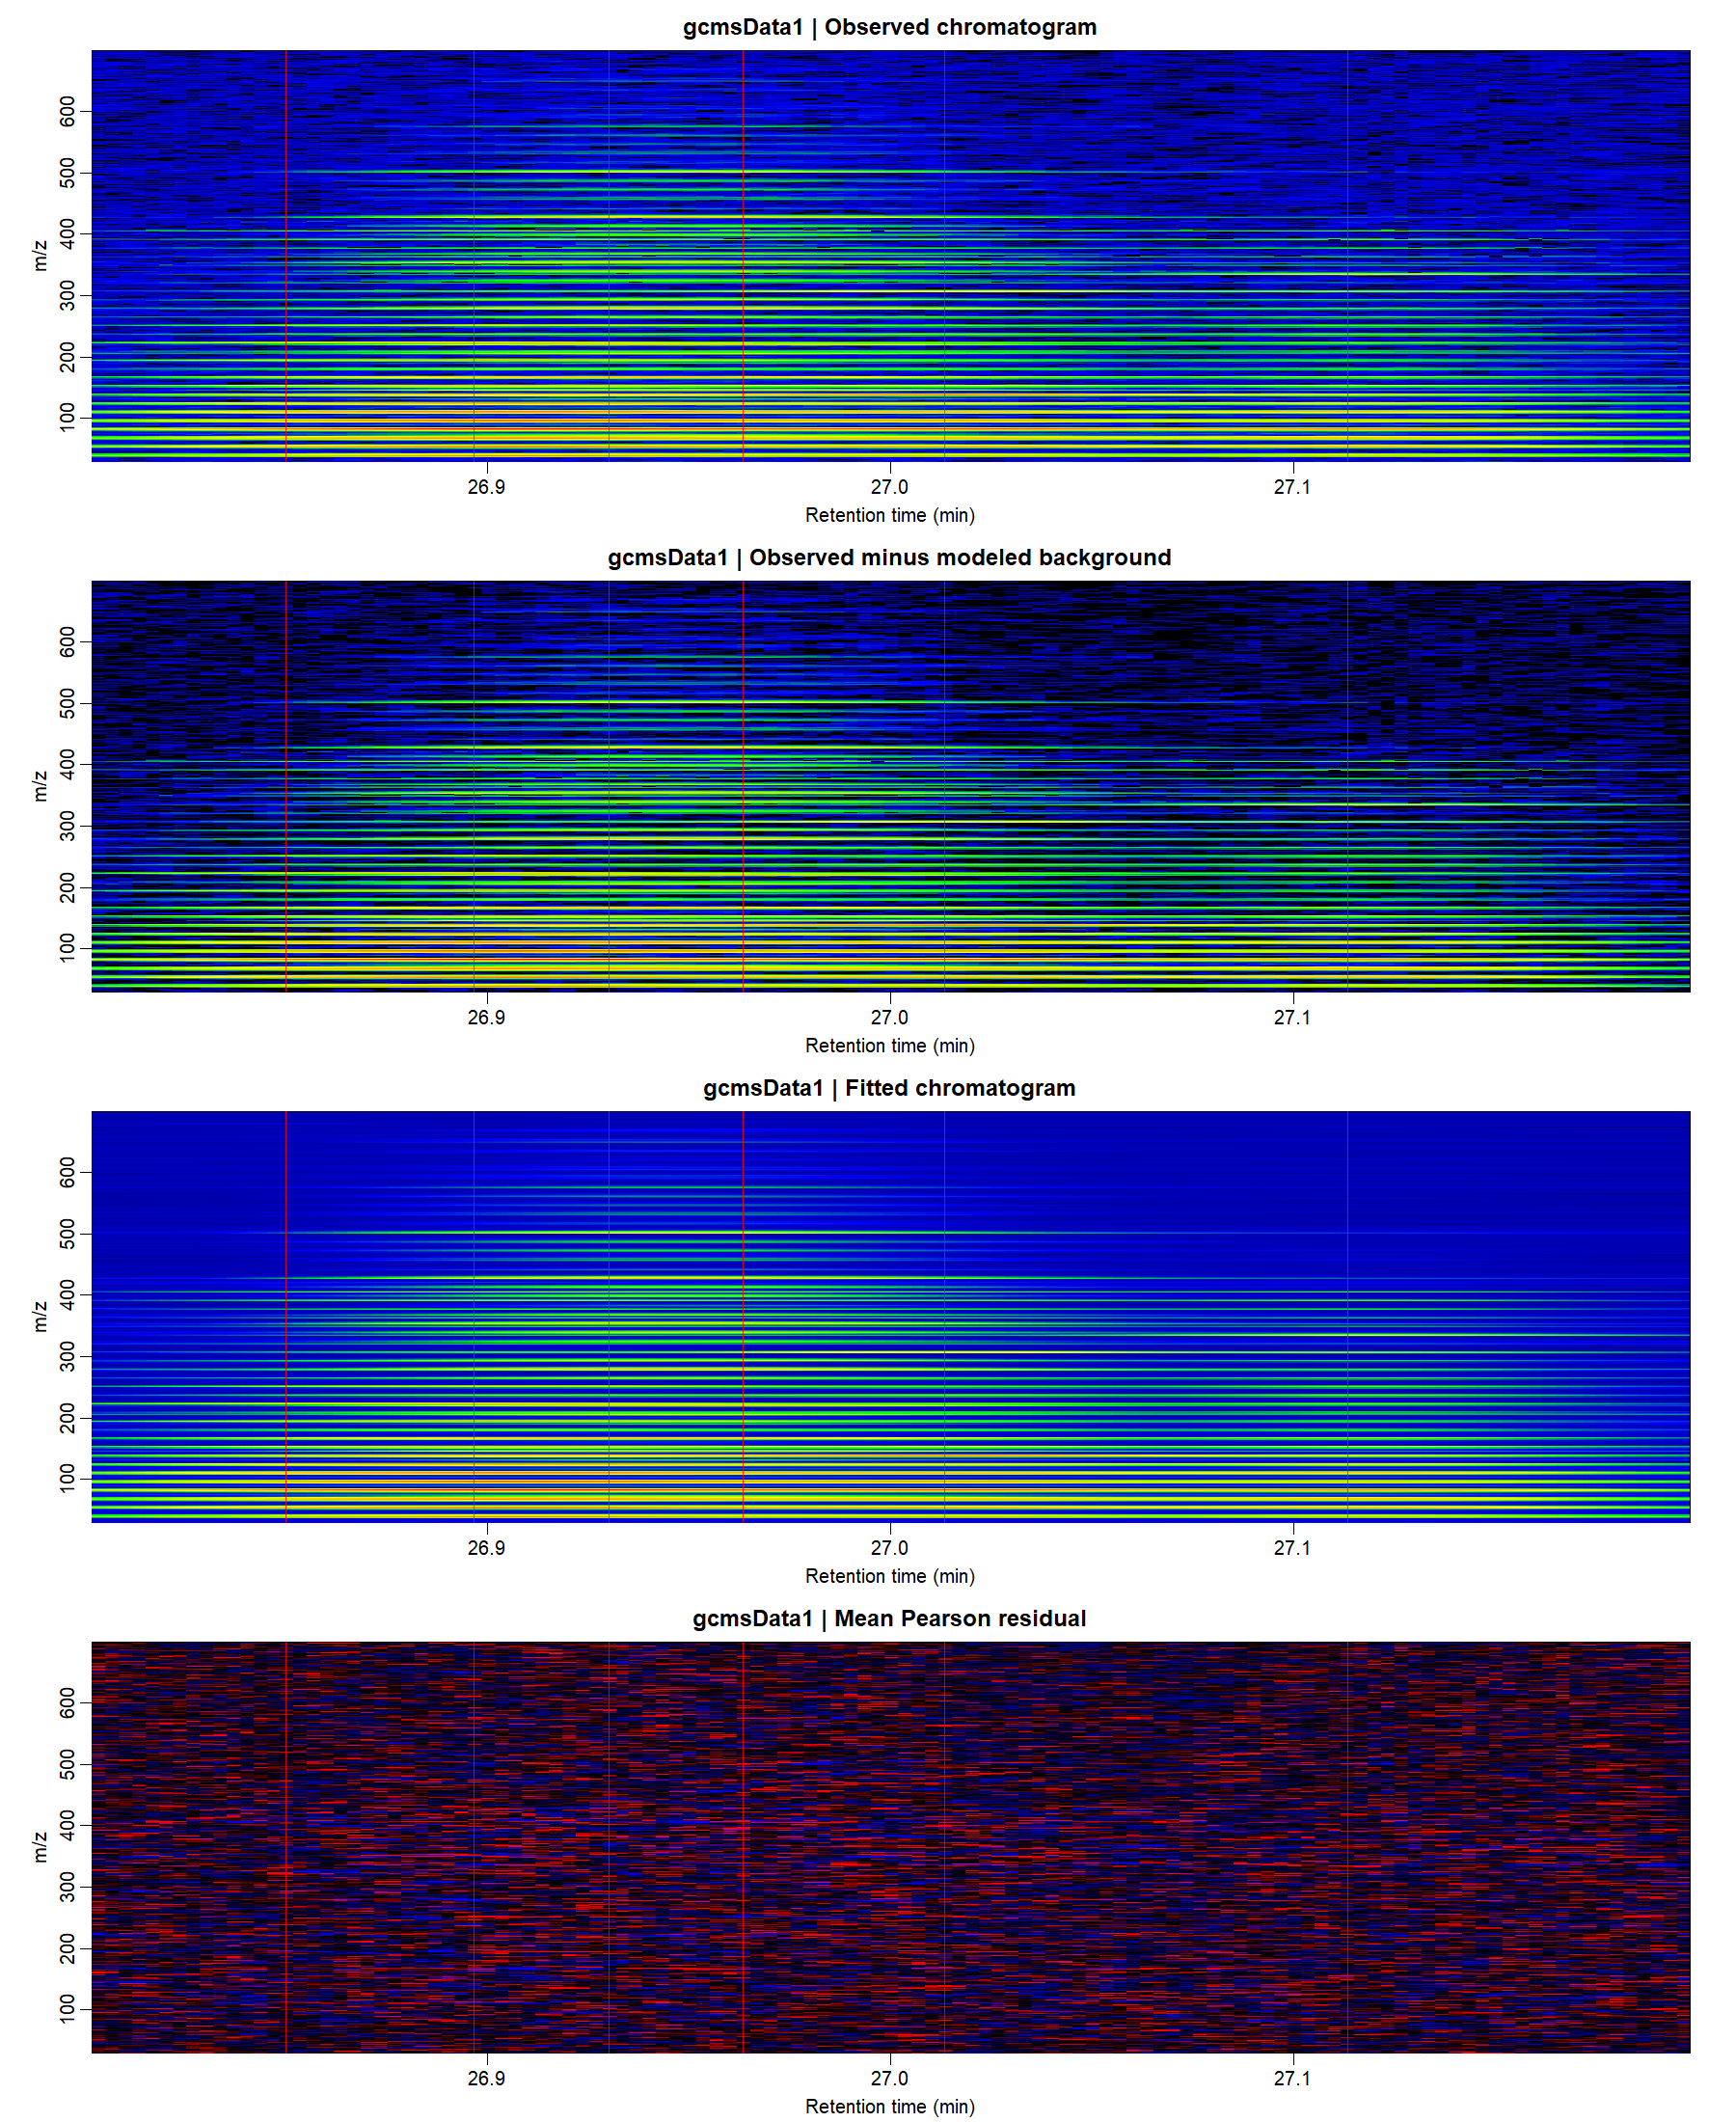 gcmsData1 | Observed chromatogram
600
500
400
300
200
100
m/z
26.9 27.0 27.1
Retention time (min)
gcmsData1 | Observed minus modeled background
600
500
400
300
200
100
m/z
26.9 27.0 27.1
Retention time (min)
gcmsData1 | Fitted chromatogram
600
500
400
300
200
100
m/z
26.9 27.0 27.1
Retention time (min)
gcmsData1 | Mean Pearson residual
600
500
400
300
200
100
m/z
26.9 27.0 27.1
Retention time (min)